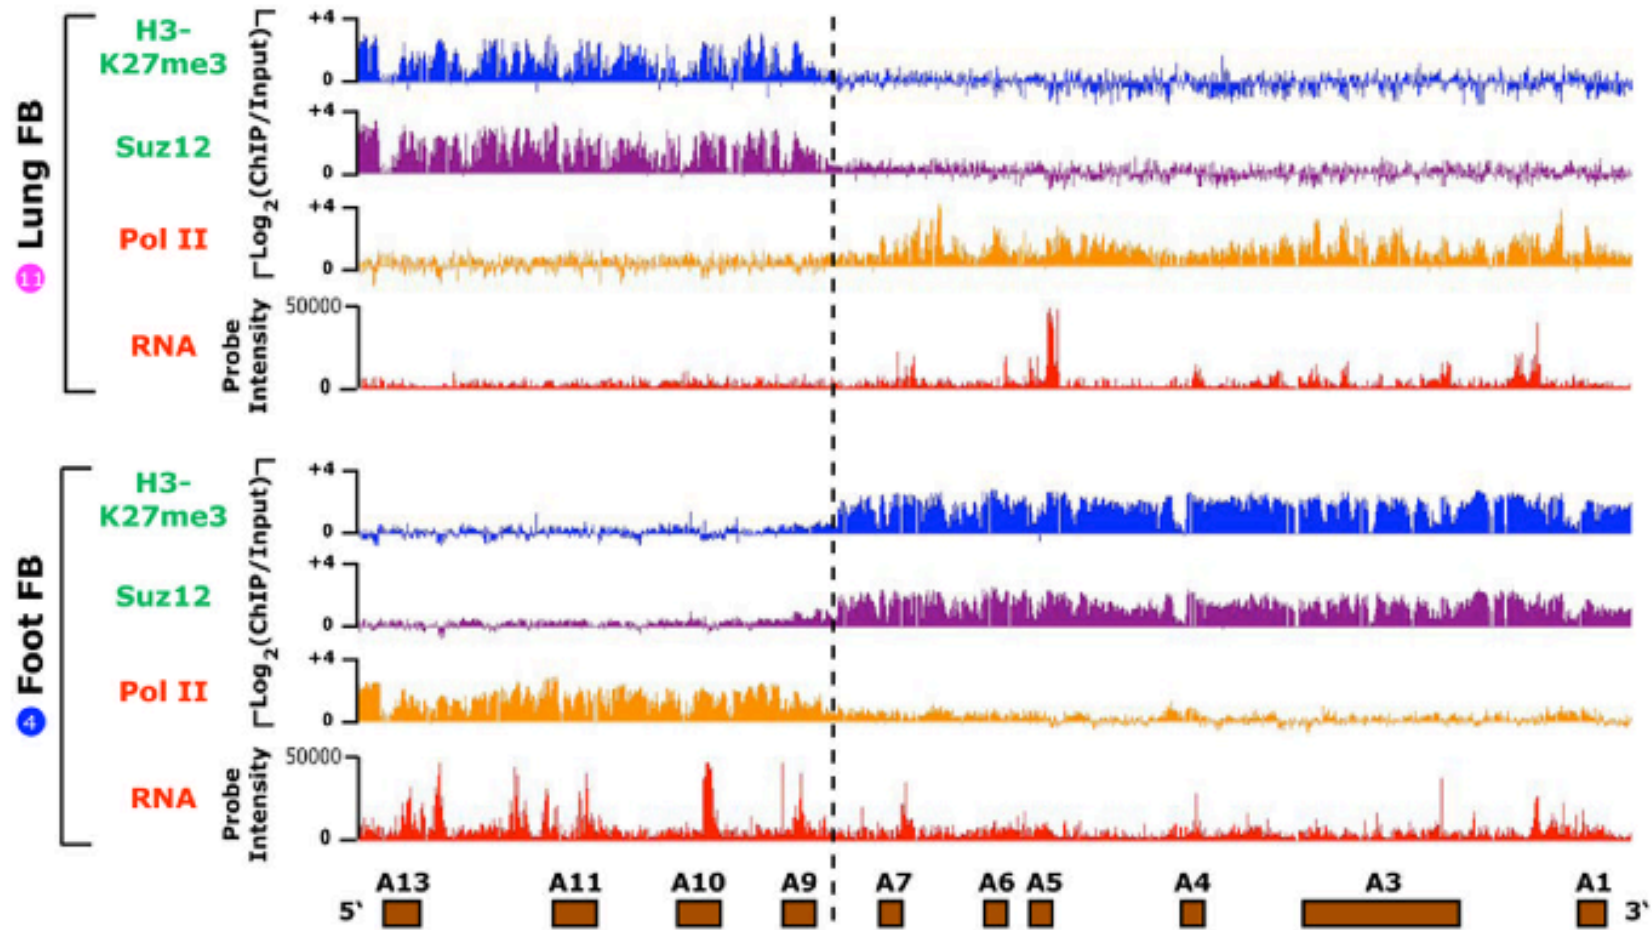 11 Lung FB
H3-
K27me3
Suz12
Pol II
RNA
Log2(ChIP/Input)
Probe
Intensity
+4
0
+4
0
+4
0
50000
0
4 Foot FB
H3-
K27me3
Suz12
Pol II
RNA
Log2(ChIP/Input)
Probe
Intensity
+4
0
+4
0
+4
0
50000
0
A13 A11 A10 A9 A7 A6 A5 A4 A3 A1
5‘ 3‘